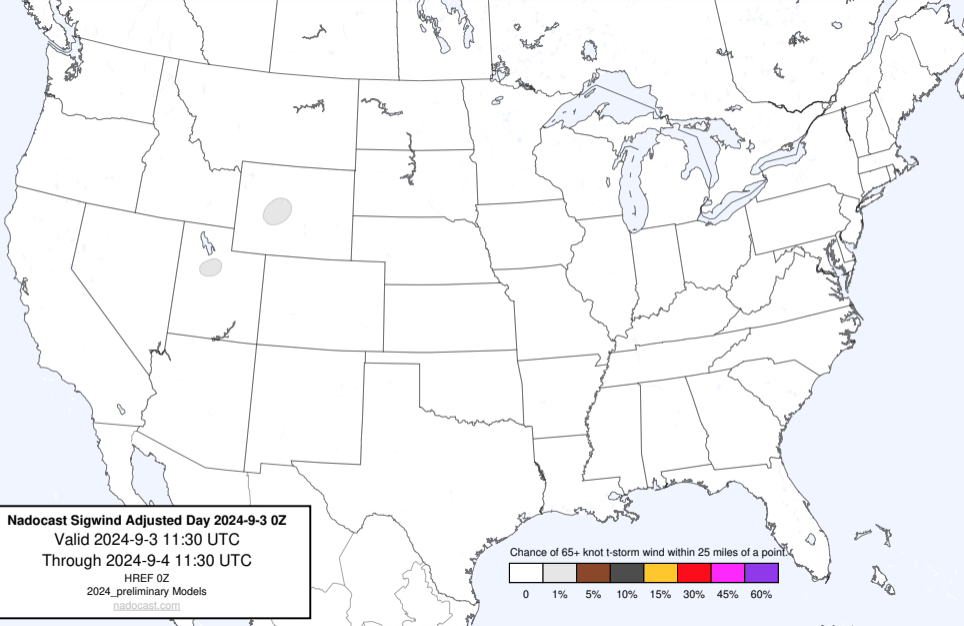 Nadocast Sigwind Adjusted Day 2024-9-3 0Z
Valid 2024-9-3 11:30 UTC
Through 2024-9-4 11:30 UTC
HREF 0Z
2024_preliminary Models
nadocast.com
Chance of 65+ knot t-storm wind within 25 miles of a point.
0 1% 5% 10% 15% 30% 45% 60%